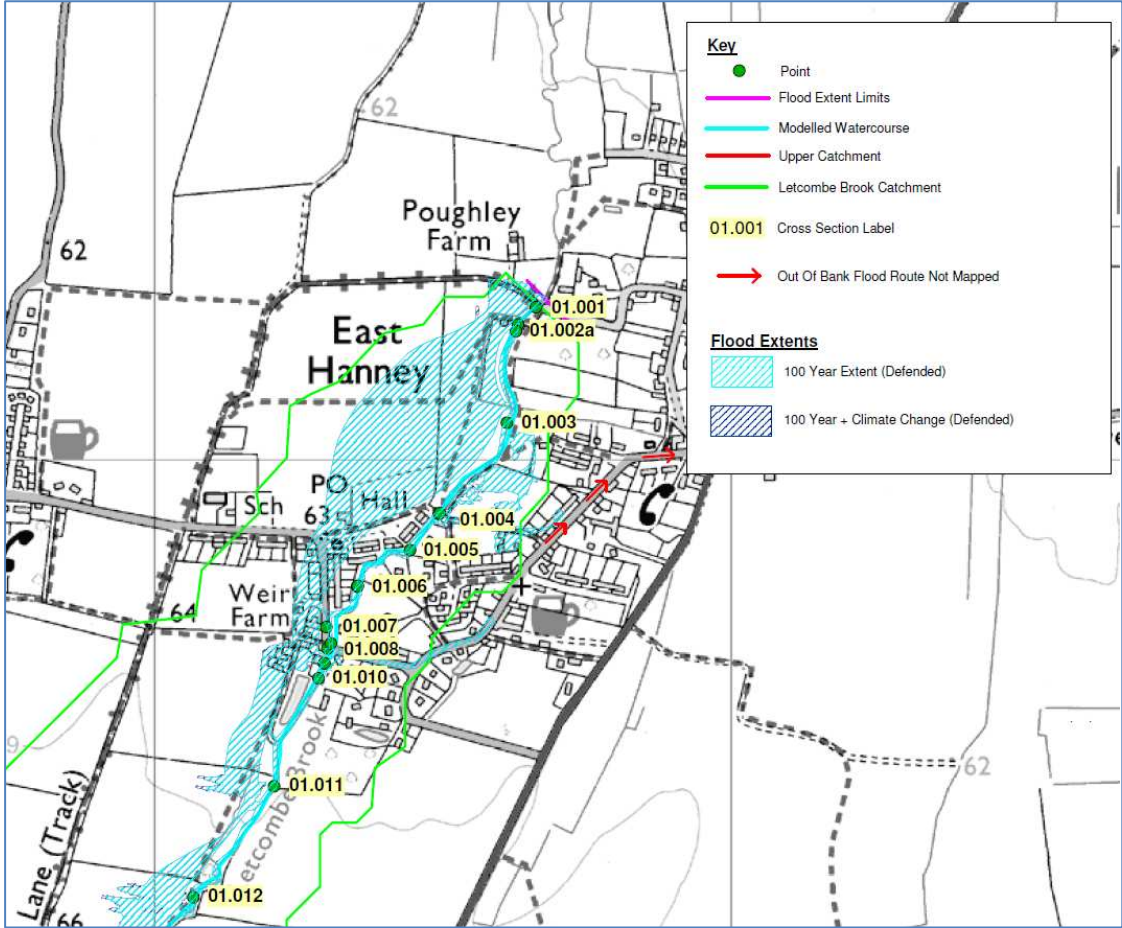 Key
Point
Flood Extent Limits
Modelled Watercourse
Upper Catchment
Letcombe Brook Catchment
01.001 Cross Section Label
Out Of Bank Flood Route Not Mapped
Flood Extents
100 Year Extent (Defended)
100 Year + Climate Change (Defended)
62
Poughley
Farm
62
01.001
01.002a
East
Hanney
01.003
PO
Hall
Sch
63
01.004
01.005
01.006
Weir
Farm
64
01.007
01.008
01.010
etcombe Brook
9
62
01.011
Lane (Track)
01.012
66